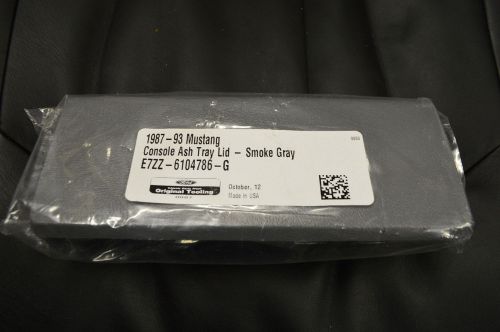 1987-93 Mustang
Console Ash Tray Lid - Smoke Gray
E7ZZ-6104786-G
Original Tooling
October, 12
Made in USA